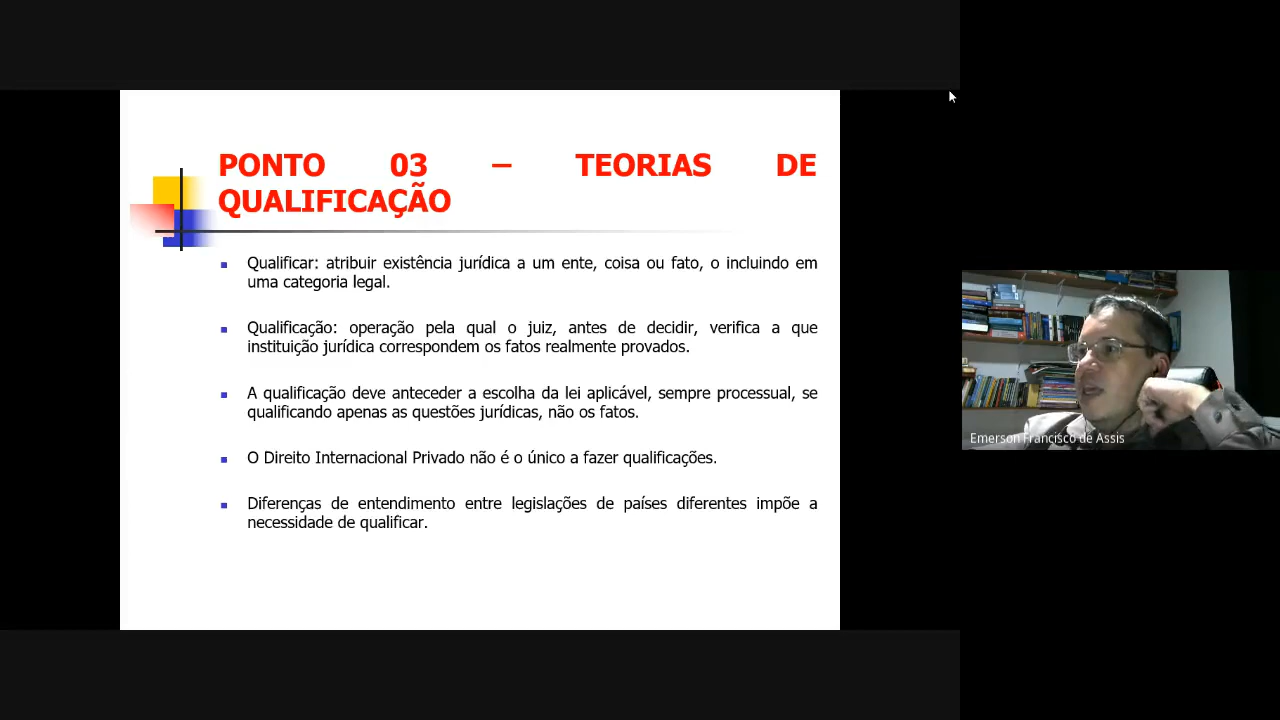 PONTO 03 – TEORIAS DE
QUALIFICAÇÃO
Qualificar: atribuir existência jurídica a um ente, coisa ou fato, o incluindo em
uma categoria legal.
Qualificação: operação pela qual o juiz, antes de decidir, verifica a que
instituição jurídica correspondem os fatos realmente provados.
A qualificação deve anteceder a escolha da lei aplicável, sempre processual, se
qualificando apenas as questões jurídicas, não os fatos.
O Direito Internacional Privado não é o único a fazer qualificações.
Diferenças de entendimento entre legislações de países diferentes impõe a
necessidade de qualificar.
Emerson Francisco de Assis